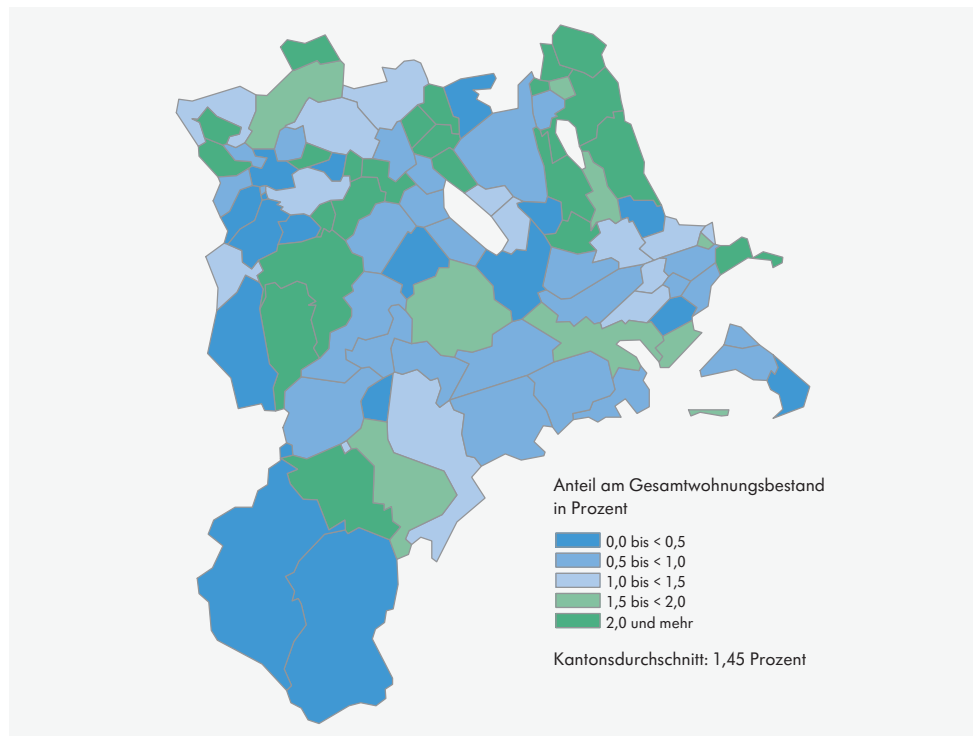 Anteil am Gesamtwohnungsbestand
in Prozent
0,0 bis < 0,5
0,5 bis < 1,0
1,0 bis < 1,5
1,5 bis < 2,0
2,0 und mehr
Kantonsdurchschnitt: 1,45 Prozent